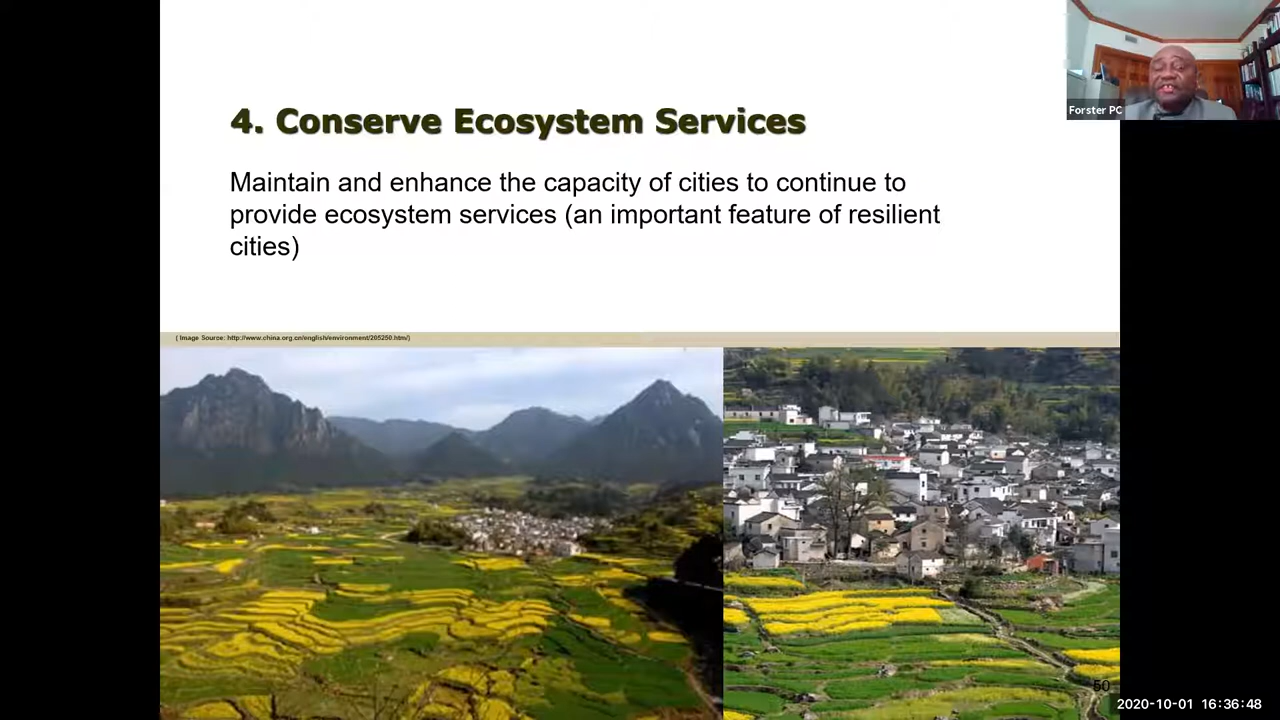 4. Conserve Ecosystem Services
Maintain and enhance the capacity of cities to continue to
provide ecosystem services (an important feature of resilient
cities)
( Image Source: http://www.china.org.cn/english/environment/205250.htm/)
Forster PC
50
2020-10-01 16:36:48